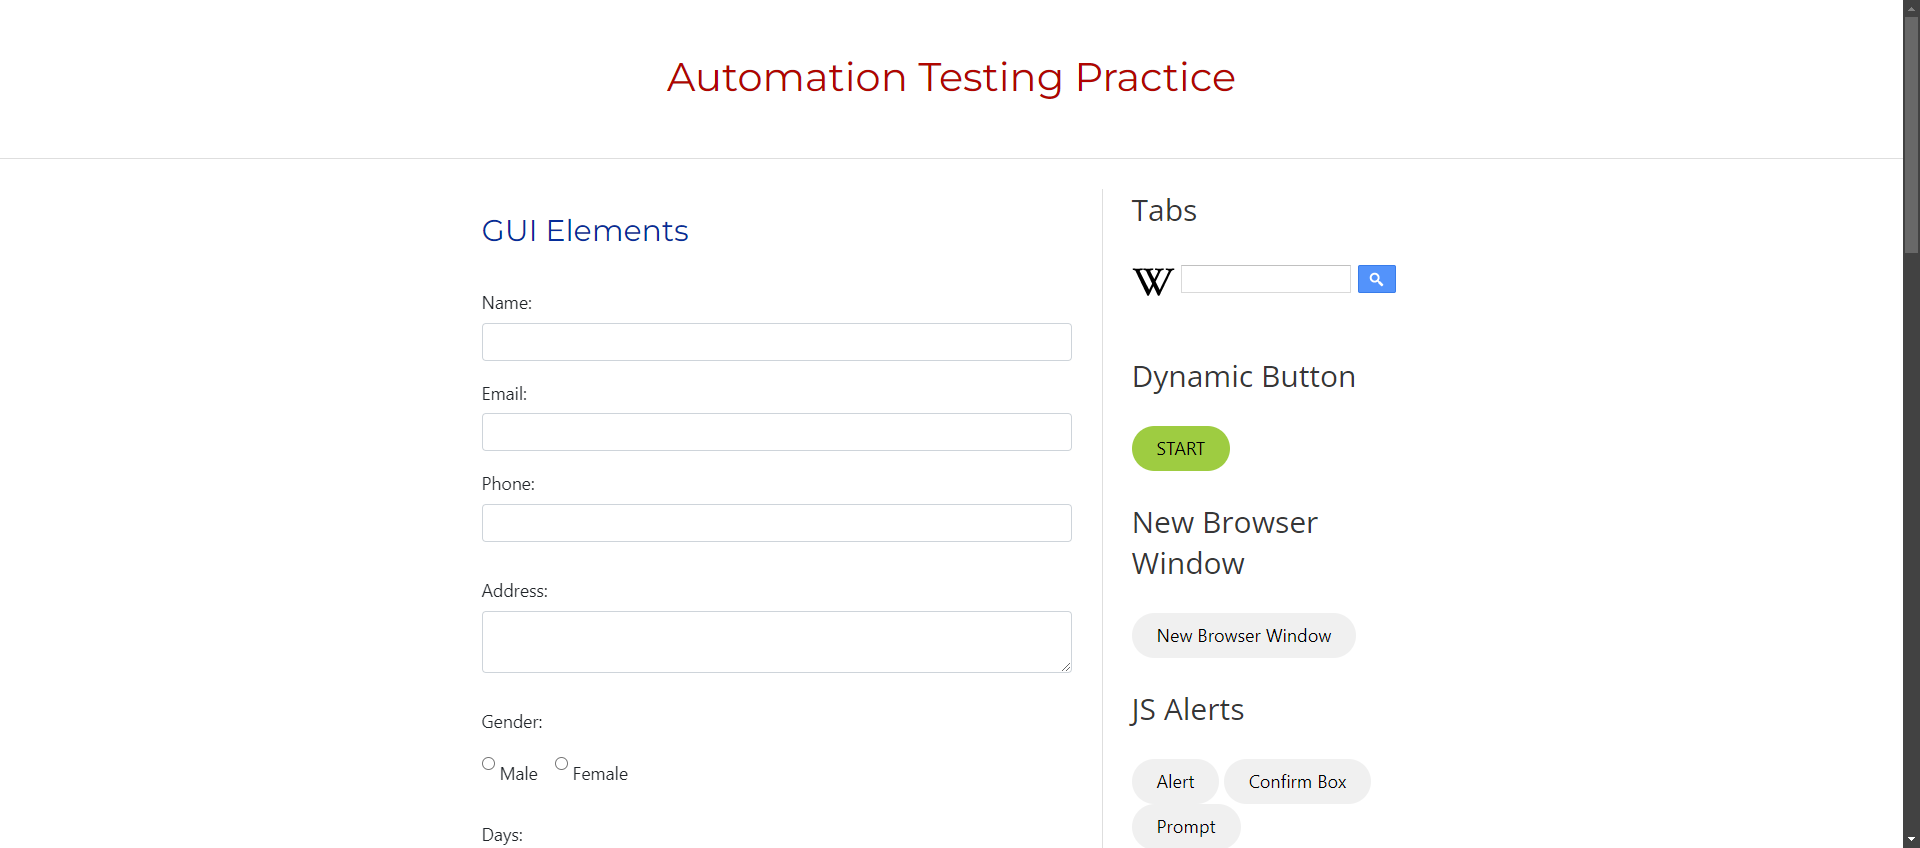 Automation Testing Practice
GUI Elements
Name:
Email:
Phone:
Address:
Gender:
Male Female
Days:
Tabs
W
Dynamic Button
START
New Browser
Window
New Browser Window
JS Alerts
Alert Confirm Box
Prompt